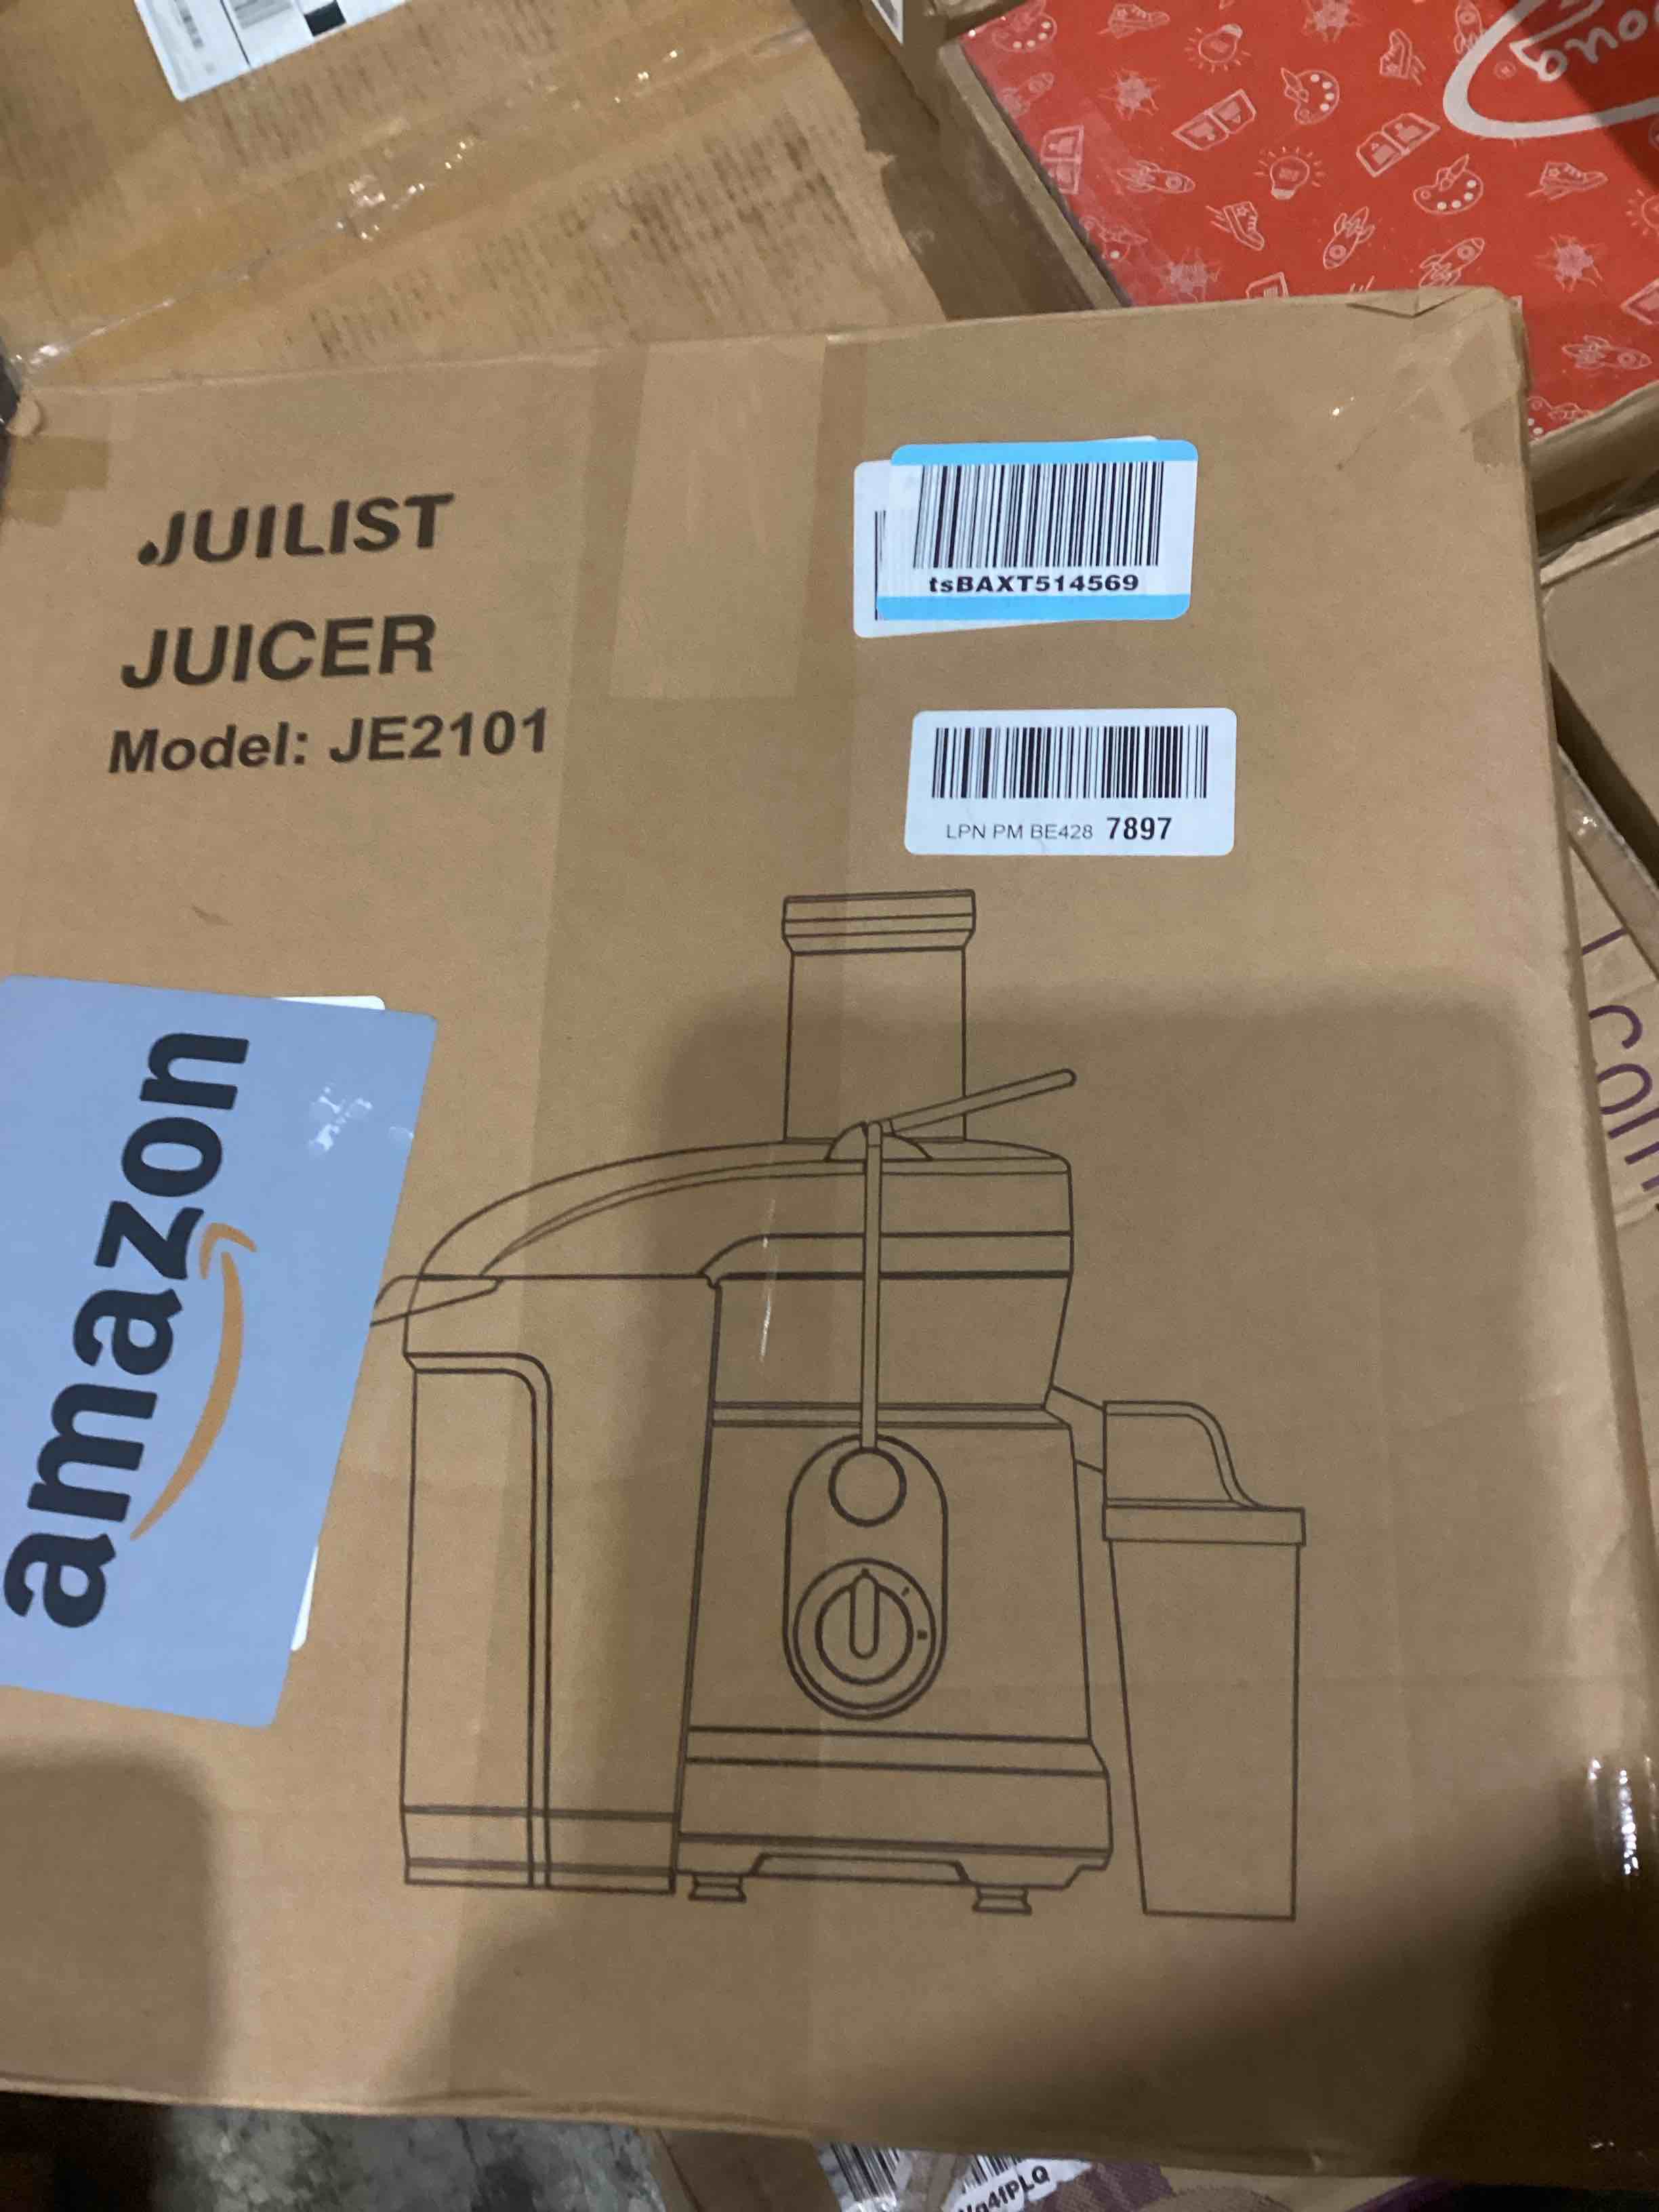 JUILIST
JUICER
Model: JE2101
tsBAXT514569
LPN PM BE428 7897
amazon